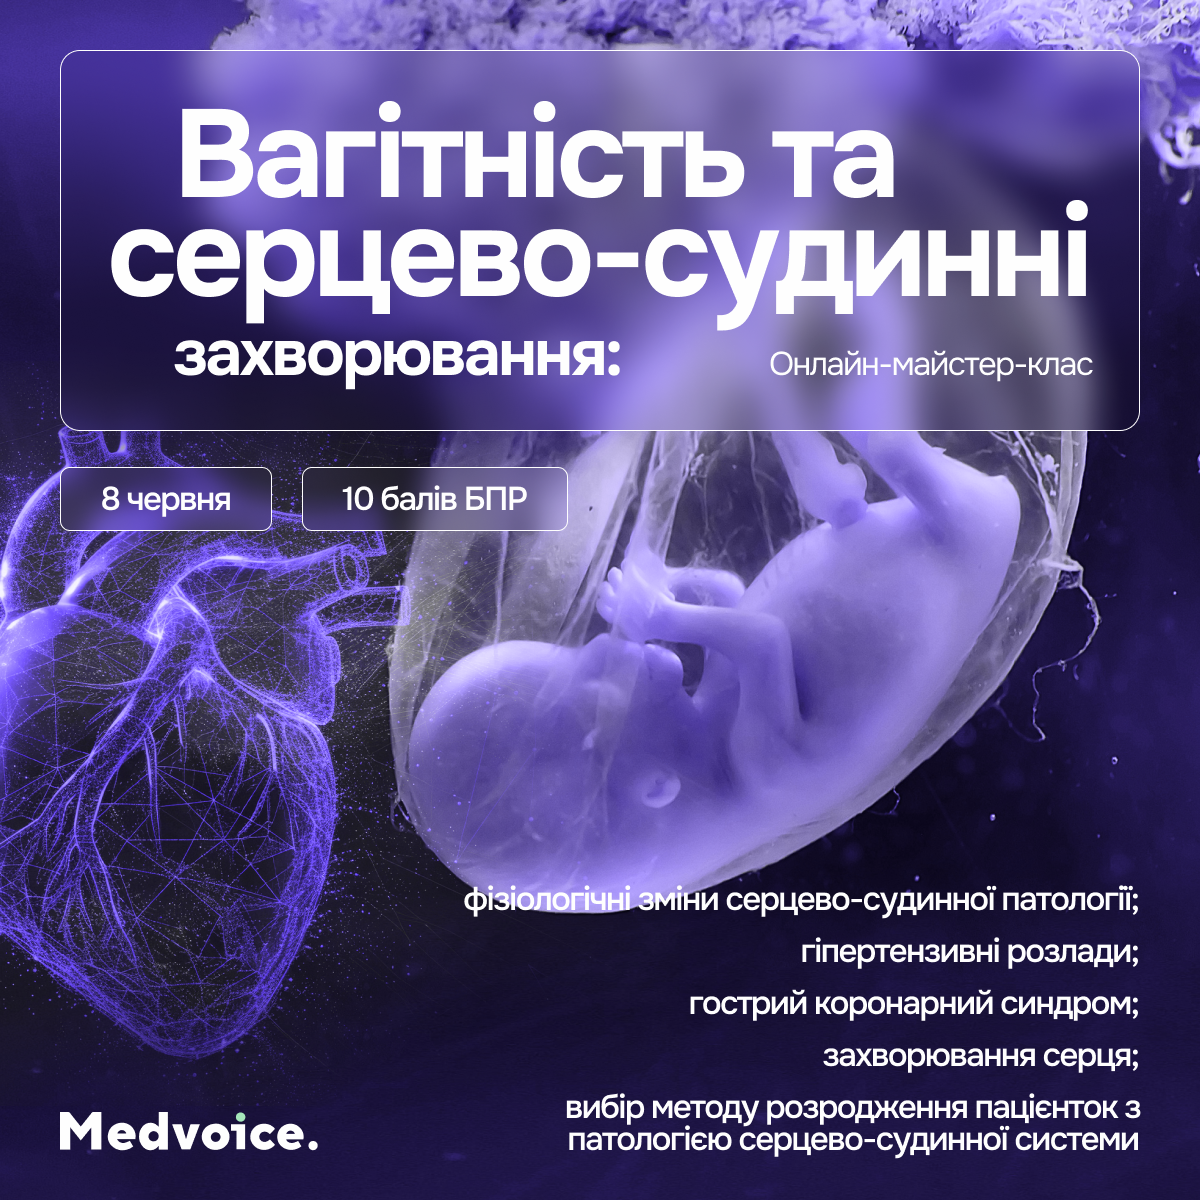 Вагітність та
серцево-судинні
захворювання:
Онлайн-майстер-клас
8 червня
10 балів БПР
фізіологічні зміни серцево-судинної патології;
гіпертензивні розлади;
гострий коронарний синдром;
захворювання серця;
вибір методу розродження пацієнток з
патологією серцево-судинної системи
Medvoice.